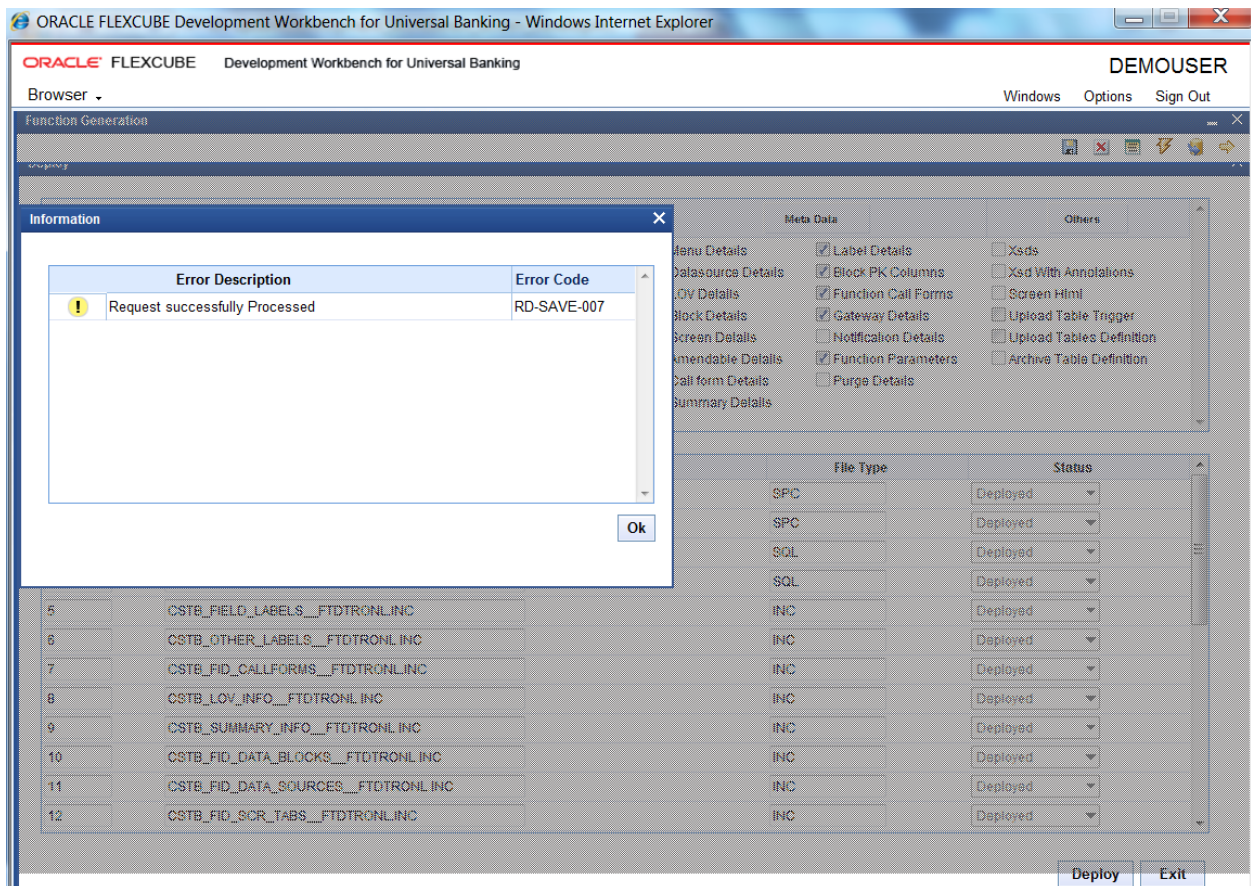 ORACLE FLEXCUBE Development Workbench for Universal Banking - Windows Internet Explorer
ORACLE FLEXCUBE Development Workbench for Universal Banking DEMOUSER
Browser Windows Options Sign Out
Function Generation
Deploy
Information Meta Data Others
Menu Details Label Details Xsds
Error Description Error Code Datasource Details Block PK Columns Xsd With Annotations
! Request successfully Processed RD-SAVE-007 LOV Details Function Call Forms Screen Html
Block Details Gateway Details Upload Table Trigger
Screen Details Notification Details Upload Tables Definition
Amendable Details Function Parameters Archive Table Definition
Call form Details Purge Details
Summary Details
File Type Status
SPC Deployed
SPC Deployed
Ok
SQL Deployed
SQL Deployed
5 CSTB_FIELD_LABELS__FTDTRONL.INC INC Deployed
6 CSTB_OTHER_LABELS__FTDTRONL.INC INC Deployed
7 CSTB_FID_CALLFORMS__FTDTRONL.INC INC Deployed
8 CSTB_LOV_INFO__FTDTRONL.INC INC Deployed
9 CSTB_SUMMARY_INFO__FTDTRONL.INC INC Deployed
10 CSTB_FID_DATA_BLOCKS__FTDTRONL.INC INC Deployed
11 CSTB_FID_DATA_SOURCES__FTDTRONL.INC INC Deployed
12 CSTB_FID_SCR_TABS__FTDTRONL.INC INC Deployed
Deploy Exit